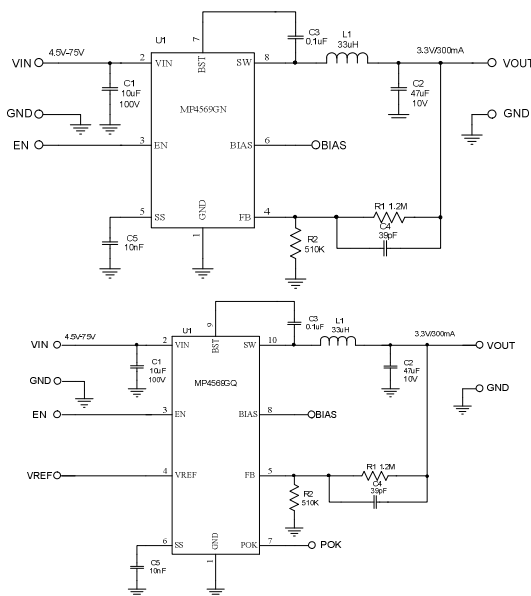 U1
7
C3
0.1uF
L1
33uH
4.5V-75V
3.3V/300mA
VIN
2
VIN
BST
SW
8
VOUT
C1
10uF
100V
C2
47uF
10V
MP4569GN
GND
GND
EN
3
EN
BIAS
6
BIAS
5
SS
GND
FB
4
R1 1.2M
C4
39pF
C5
10nF
1
R2
510K
U1
9
C3
0.1uF
L1
33uH
4.5V-75V
3.3V/300mA
VIN
2
VIN
BST
SW
10
VOUT
C1
10uF
100V
C2
47uF
10V
MP4569GQ
GND
GND
EN
3
EN
BIAS
8
BIAS
VREF
4
VREF
FB
5
R1 1.2M
C4
39pF
R2
510K
6
SS
GND
POK
7
POK
C5
10nF
1